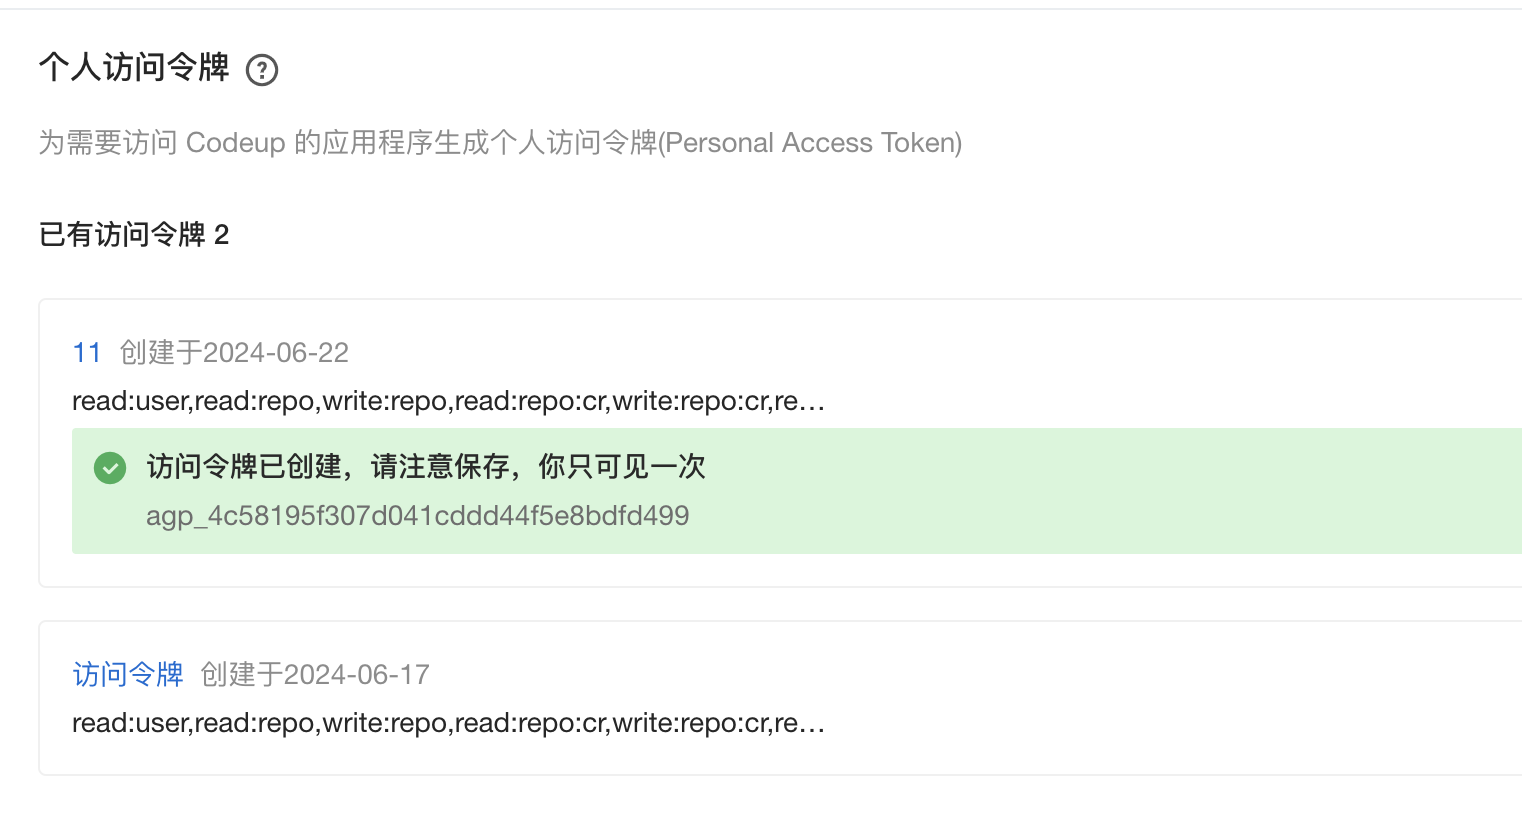 个人访问令牌 ?
为需要访问 Codeup 的应用程序生成个人访问令牌(Personal Access Token)
已有访问令牌 2
11 创建于2024-06-22
read:user,read:repo,write:repo,read:repo:cr,write:repo:cr,re...
访问令牌已创建，请注意保存，你只可见一次
agp_4c58195f307d041cddd44f5e8bdfd499
访问令牌 创建于2024-06-17
read:user,read:repo,write:repo,read:repo:cr,write:repo:cr,re...